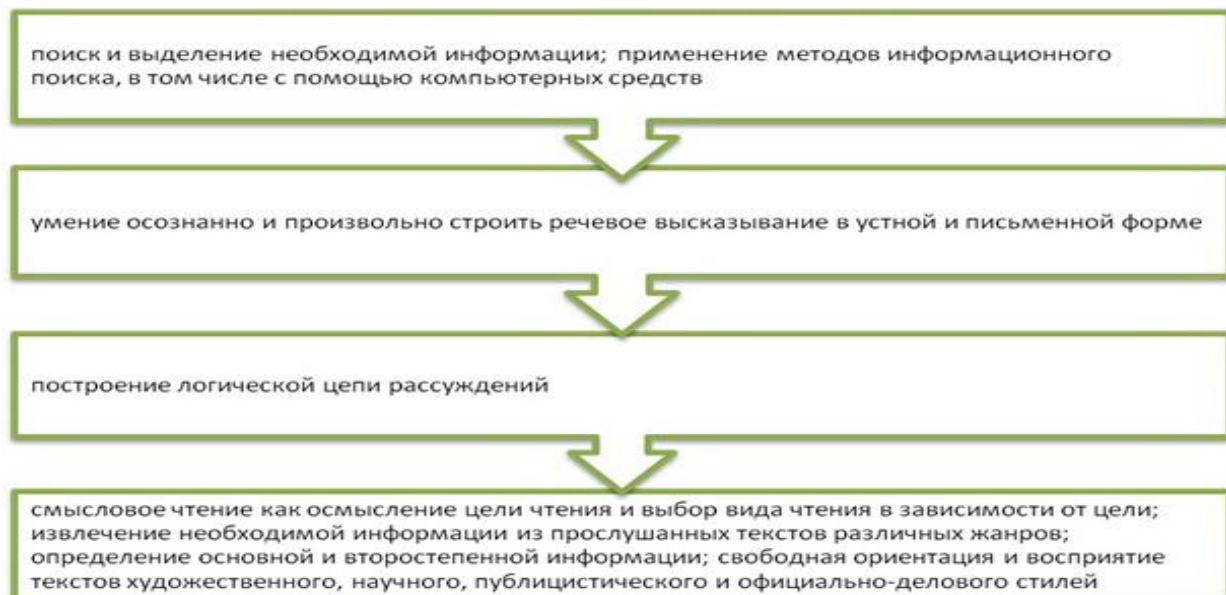 поиск и выделение необходимой информации; применение методов информационного
поиска, в том числе с помощью компьютерных средств
умение осознанно и произвольно строить речевое высказывание в устной и письменной форме
построение логической цепи рассуждений
смысловое чтение как осмысление цели чтения и выбор вида чтения в зависимости от цели;
извлечение необходимой информации из прослушанных текстов различных жанров;
определение основной и второстепенной информации; свободная ориентация и восприятие
текстов художественного, научного, публицистического и официально-делового стилей